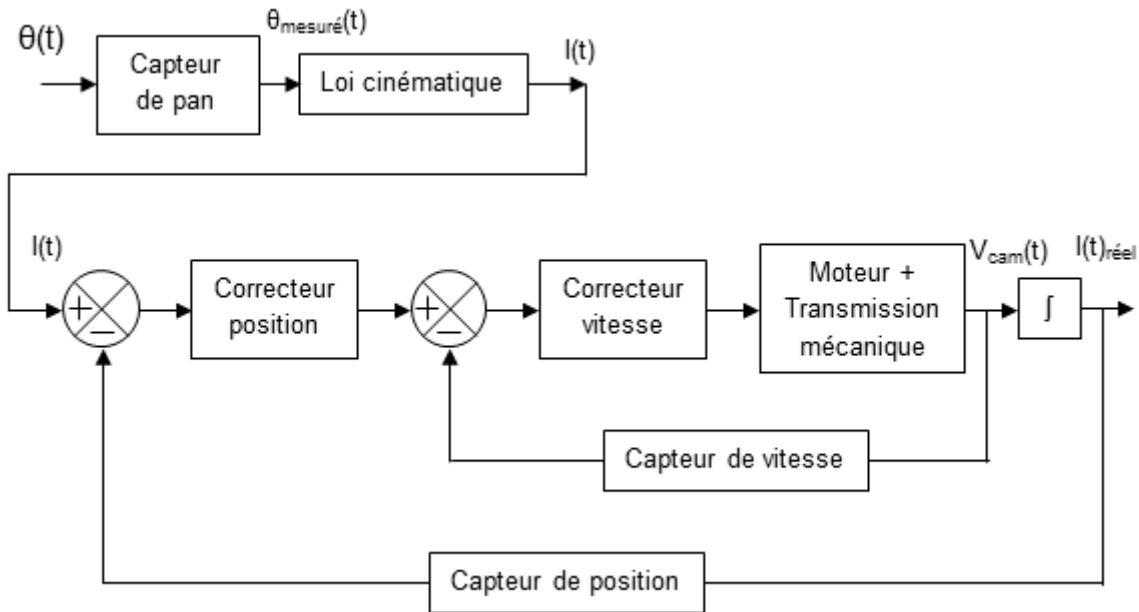 θ(t)
Capteur
de pan
θmesuré(t)
Loi cinématique
l(t)
l(t)
+
−
Correcteur
position
+
−
Correcteur
vitesse
Moteur +
Transmission
mécanique
Vcam(t)
∫
l(t)réel
Capteur de vitesse
Capteur de position